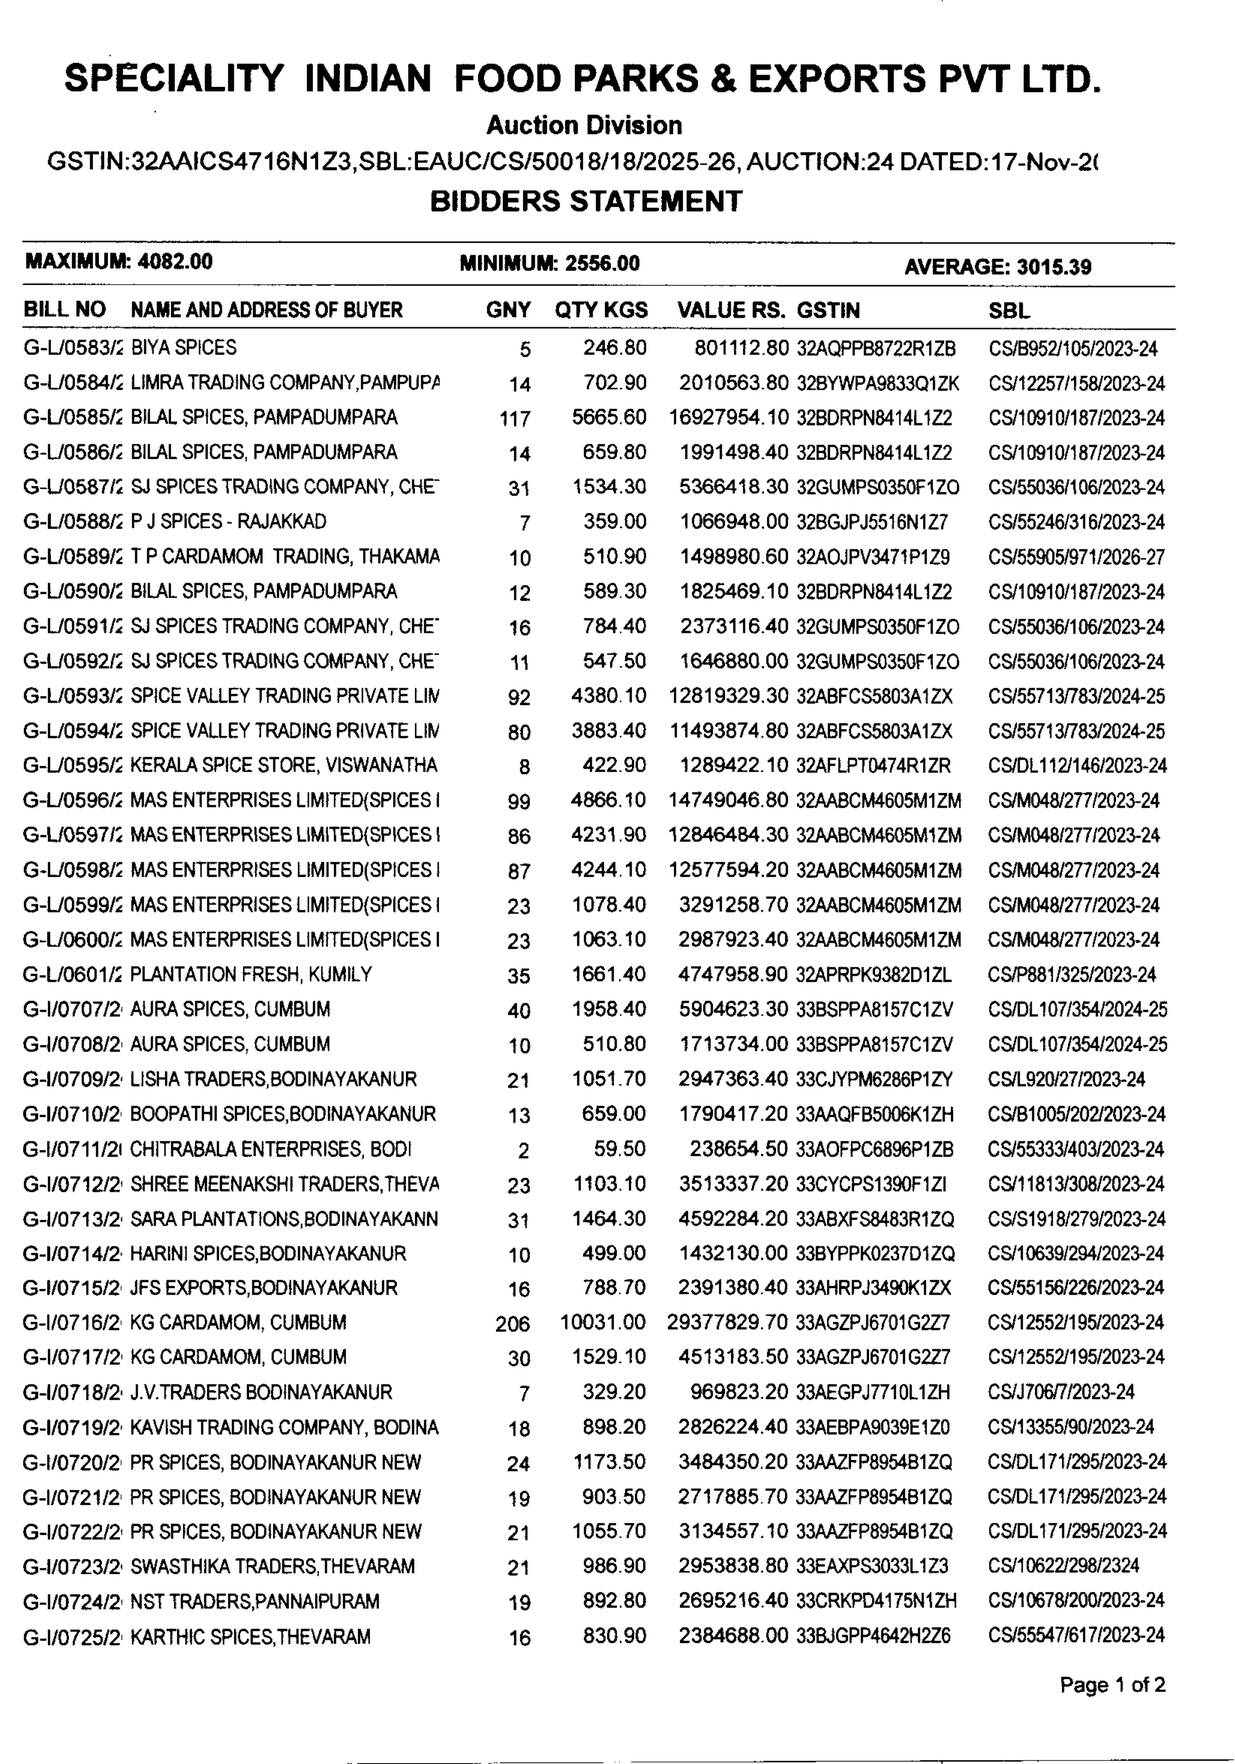 SPECIALITY INDIAN FOOD PARKS & EXPORTS PVT LTD.
Auction Division
GSTIN:32AAICS4716N1Z3,SBL:EAUC/CS/50018/18/2025-26, AUCTION:24 DATED:17-Nov-2(
BIDDERS STATEMENT
MAXIMUM: 4082.00 MINIMUM: 2556.00 AVERAGE: 3015.39
BILL NO NAME AND ADDRESS OF BUYER GNY QTY KGS VALUE RS. GSTIN SBL
G-L/0583/2 BIYA SPICES 5 246.80 801112.80 32AQPPB8722R1ZB CS/B952/105/2023-24
G-L/0584/2 LIMRA TRADING COMPANY,PAMPUPA 14 702.90 2010563.80 32BYWPA9833Q1ZK CS/12257/158/2023-24
G-L/0585/2 BILAL SPICES, PAMPADUMPARA 117 5665.60 16927954.10 32BDRPN8414L1Z2 CS/10910/187/2023-24
G-L/0586/2 BILAL SPICES, PAMPADUMPARA 14 659.80 1991498.40 32BDRPN8414L1Z2 CS/10910/187/2023-24
G-L/0587/2 SJ SPICES TRADING COMPANY, CHE 31 1534.30 5366418.30 32GUMPS0350F1ZO CS/55036/106/2023-24
G-L/0588/2 P J SPICES - RAJAKKAD 7 359.00 1066948.00 32BGJPJ5516N1Z7 CS/55246/316/2023-24
G-L/0589/2 T P CARDAMOM TRADING, THAKAMA 10 510.90 1498980.60 32AOJPV3471P1Z9 CS/55905/971/2026-27
G-L/0590/2 BILAL SPICES, PAMPADUMPARA 12 589.30 1825469.10 32BDRPN8414L1Z2 CS/10910/187/2023-24
G-L/0591/2 SJ SPICES TRADING COMPANY, CHE 16 784.40 2373116.40 32GUMPS0350F1ZO CS/55036/106/2023-24
G-L/0592/2 SJ SPICES TRADING COMPANY, CHE 11 547.50 1646880.00 32GUMPS0350F1ZO CS/55036/106/2023-24
G-L/0593/2 SPICE VALLEY TRADING PRIVATE LIM 92 4380.10 12819329.30 32ABFCS5803A1ZX CS/55713/783/2024-25
G-L/0594/2 SPICE VALLEY TRADING PRIVATE LIM 80 3883.40 11493874.80 32ABFCS5803A1ZX CS/55713/783/2024-25
G-L/0595/2 KERALA SPICE STORE, VISWANATHA 8 422.90 1289422.10 32AFLPT0474R1ZR CS/DL112/146/2023-24
G-L/0596/2 MAS ENTERPRISES LIMITED(SPICES I 99 4866.10 14749046.80 32AABCM4605M1ZM CS/M048/277/2023-24
G-L/0597/2 MAS ENTERPRISES LIMITED(SPICES I 86 4231.90 12846484.30 32AABCM4605M1ZM CS/M048/277/2023-24
G-L/0598/2 MAS ENTERPRISES LIMITED(SPICES I 87 4244.10 12577594.20 32AABCM4605M1ZM CS/M048/277/2023-24
G-L/0599/2 MAS ENTERPRISES LIMITED(SPICES I 23 1078.40 3291258.70 32AABCM4605M1ZM CS/M048/277/2023-24
G-L/0600/2 MAS ENTERPRISES LIMITED(SPICES I 23 1063.10 2987923.40 32AABCM4605M1ZM CS/M048/277/2023-24
G-L/0601/2 PLANTATION FRESH, KUMILY 35 1661.40 4747958.90 32APRPK9382D1ZL CS/P881/325/2023-24
G-I/0707/2 AURA SPICES, CUMBUM 40 1958.40 5904623.30 33BSPPA8157C1ZV CS/DL107/354/2024-25
G-I/0708/2 AURA SPICES, CUMBUM 10 510.80 1713734.00 33BSPPA8157C1ZV CS/DL107/354/2024-25
G-I/0709/2 LISHA TRADERS,BODINAYAKANUR 21 1051.70 2947363.40 33CJYPM6286P1ZY CS/L920/27/2023-24
G-I/0710/2 BOOPATHI SPICES,BODINAYAKANUR 13 659.00 1790417.20 33AAQFB5006K1ZH CS/B1005/202/2023-24
G-I/0711/2 CHITRABALA ENTERPRISES, BODI 2 59.50 238654.50 33AOFPC6896P1ZB CS/55333/403/2023-24
G-I/0712/2 SHREE MEENAKSHI TRADERS,THEVA 23 1103.10 3513337.20 33CYCPS1390F1ZI CS/11813/308/2023-24
G-I/0713/2 SARA PLANTATIONS,BODINAYAKANN 31 1464.30 4592284.20 33ABXFS8483R1ZQ CS/S1918/279/2023-24
G-I/0714/2 HARINI SPICES,BODINAYAKANUR 10 499.00 1432130.00 33BYPPK0237D1ZQ CS/10639/294/2023-24
G-I/0715/2 JFS EXPORTS,BODINAYAKANUR 16 788.70 2391380.40 33AHRPJ3490K1ZX CS/55156/226/2023-24
G-I/0716/2 KG CARDAMOM, CUMBUM 206 10031.00 29377829.70 33AGZPJ6701G2Z7 CS/12552/195/2023-24
G-I/0717/2 KG CARDAMOM, CUMBUM 30 1529.10 4513183.50 33AGZPJ6701G2Z7 CS/12552/195/2023-24
G-I/0718/2 J.V.TRADERS BODINAYAKANUR 7 329.20 969823.20 33AEGPJ7710L1ZH CS/J706/7/2023-24
G-I/0719/2 KAVISH TRADING COMPANY, BODINA 18 898.20 2826224.40 33AEBPA9039E1Z0 CS/13355/90/2023-24
G-I/0720/2 PR SPICES, BODINAYAKANUR NEW 24 1173.50 3484350.20 33AAZFP8954B1ZQ CS/DL171/295/2023-24
G-I/0721/2 PR SPICES, BODINAYAKANUR NEW 19 903.50 2717885.70 33AAZFP8954B1ZQ CS/DL171/295/2023-24
G-I/0722/2 PR SPICES, BODINAYAKANUR NEW 21 1055.70 3134557.10 33AAZFP8954B1ZQ CS/DL171/295/2023-24
G-I/0723/2 SWASTHIKA TRADERS,THEVARAM 21 986.90 2953838.80 33EAXPS3033L1Z3 CS/10622/298/2324
G-I/0724/2 NST TRADERS,PANNAIPURAM 19 892.80 2695216.40 33CRKPD4175N1ZH CS/10678/200/2023-24
G-I/0725/2 KARTHIC SPICES,THEVARAM 16 830.90 2384688.00 33BJGPP4642H2Z6 CS/55547/617/2023-24
Page 1 of 2